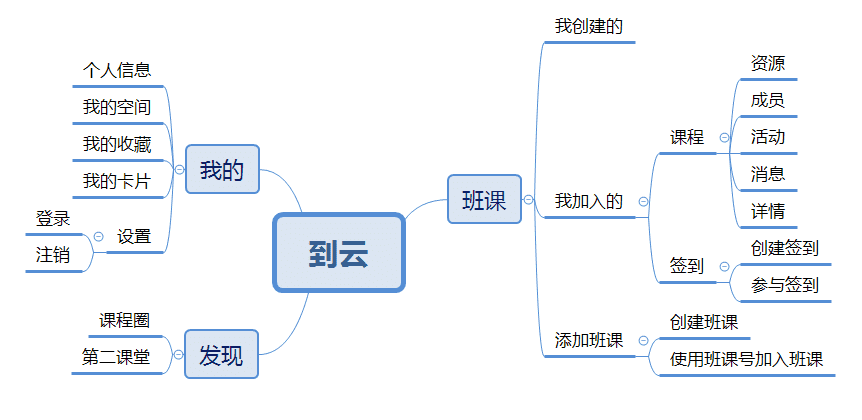 到云
班课
我创建的
我加入的
课程
资源
成员
活动
消息
详情
签到
创建签到
参与签到
添加班课
创建班课
使用班课号加入班课
我的
个人信息
我的空间
我的收藏
我的卡片
设置
登录
注销
发现
课程圈
第二课堂